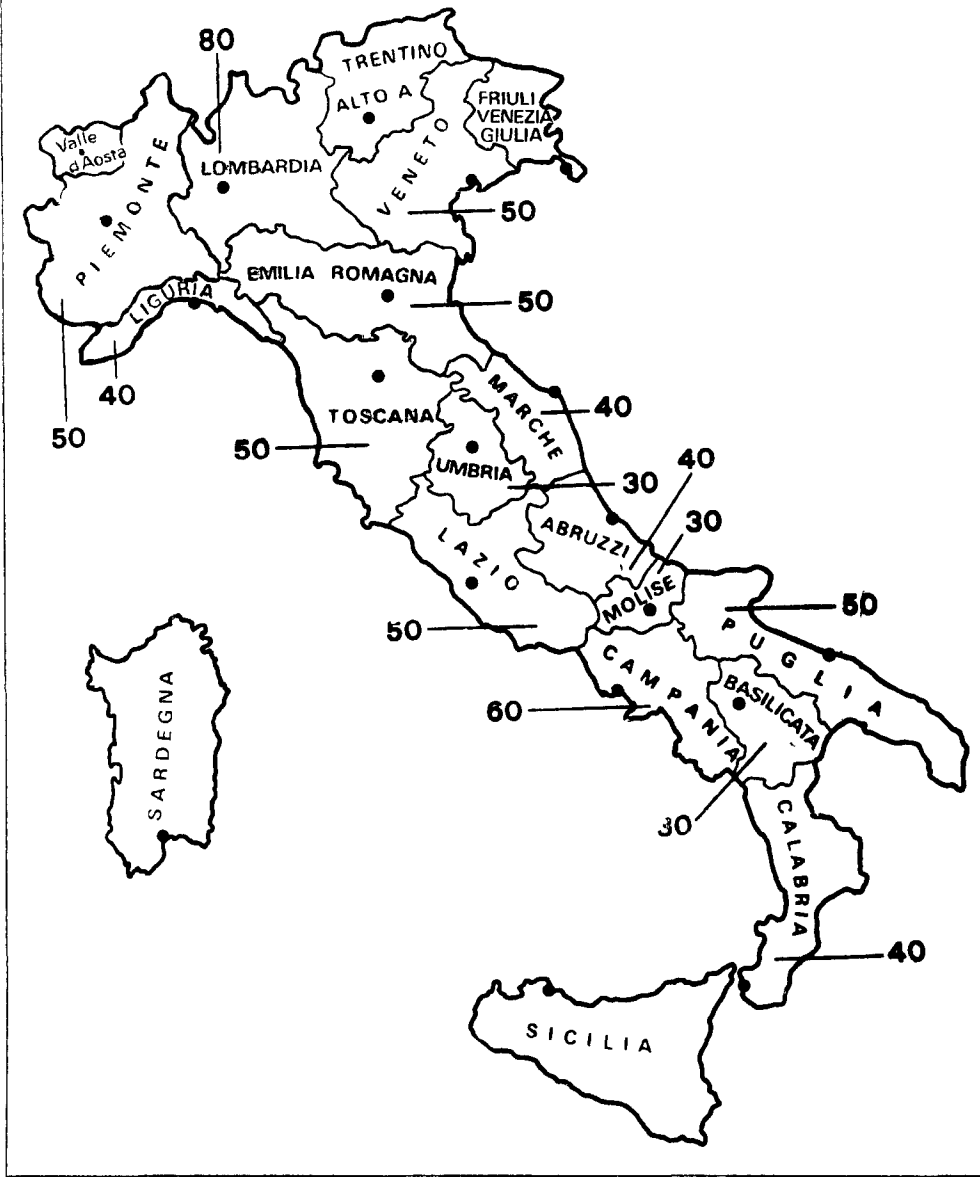 80
TRENTINO
ALTO A
FRIULI
VENEZIA
GIULIA
Valle
d'Aosta
LOMBARDIA
VENETO
PIEMONTE
50
EMILIA ROMAGNA
50
LIGURIA
40
50
MARCHE
40
TOSCANA
50
UMBRIA
30
40
30
ABRUZZI
LAZIO
MOLISE
50
50
PUGLIA
CAMPANIA
60
BASILICATA
30
SARDEGNA
CALABRIA
40
SICILIA